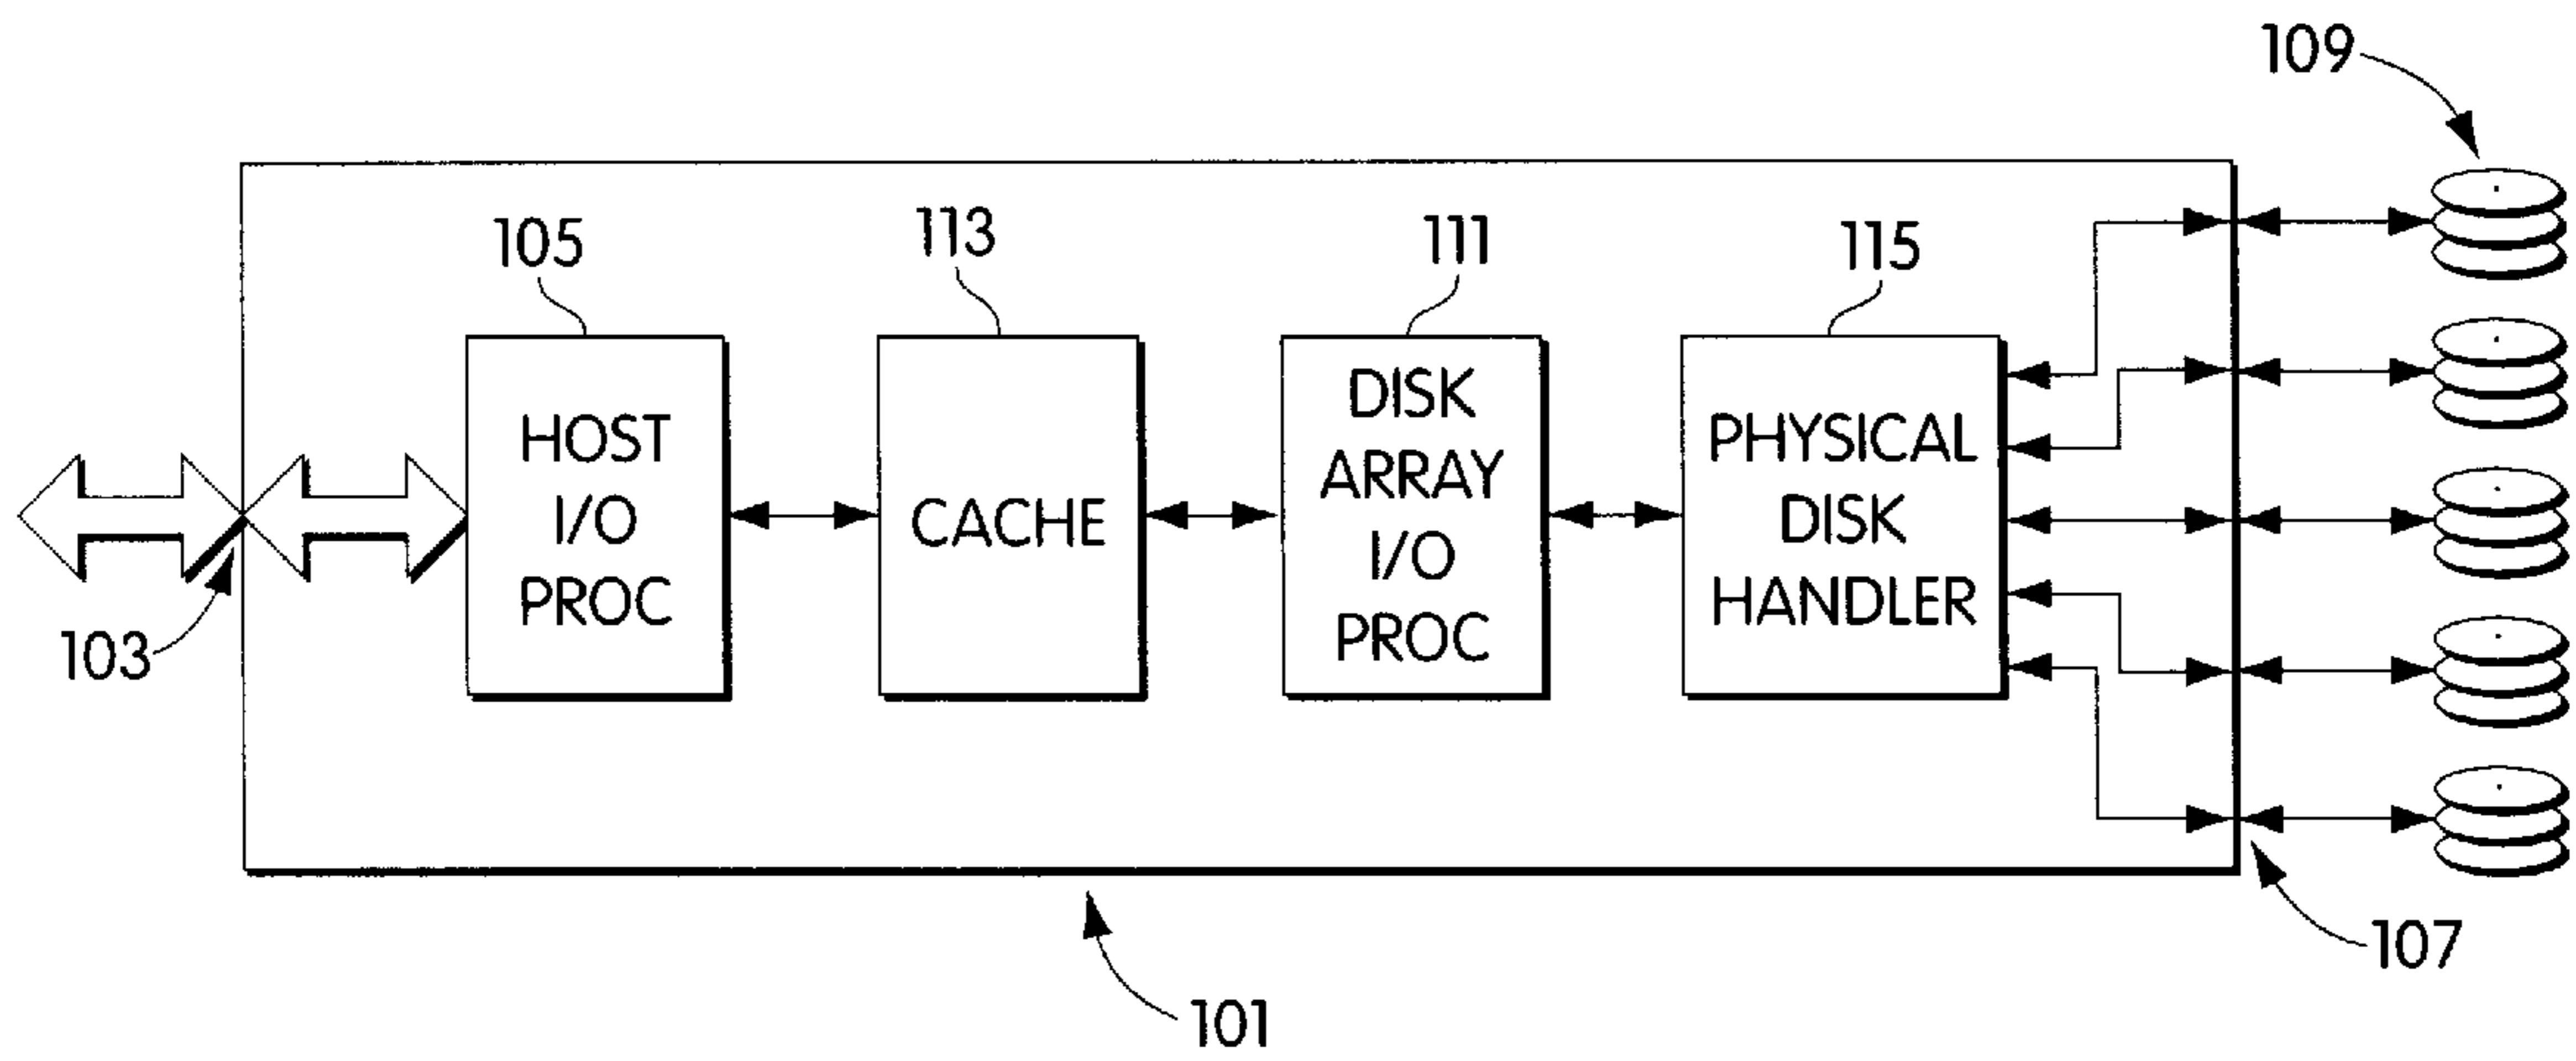 109
105
113
111
115
HOST
I/O
PROC
CACHE
DISK
ARRAY
I/O
PROC
PHYSICAL
DISK
HANDLER
103
107
101